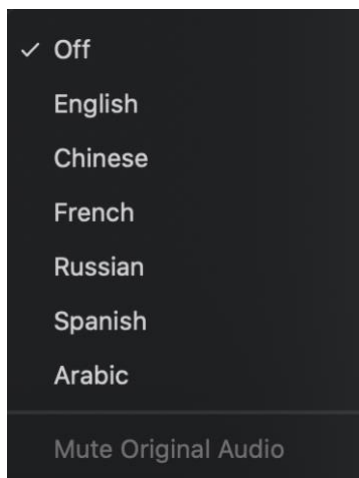 Off
English
Chinese
French
Russian
Spanish
Arabic
Mute Original Audio